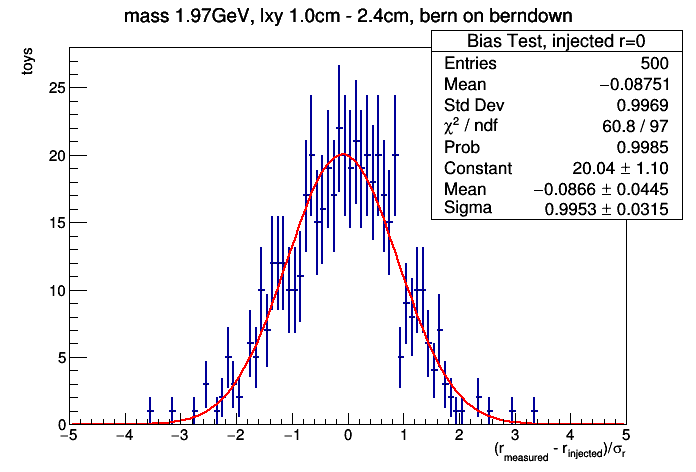 mass 1.97GeV, lxy 1.0cm - 2.4cm, bern on berndown
Bias Test, injected r=0
Entries 500
Mean −0.08751
Std Dev 0.9969
χ² / ndf 60.8 / 97
Prob 0.9985
Constant 20.04 ± 1.10
Mean −0.0866 ± 0.0445
Sigma 0.9953 ± 0.0315
toys
25
20
15
10
5
0
−5 −4 −3 −2 −1 0 1 2 3 4 5
(r_measured - r_injected)/σ_r